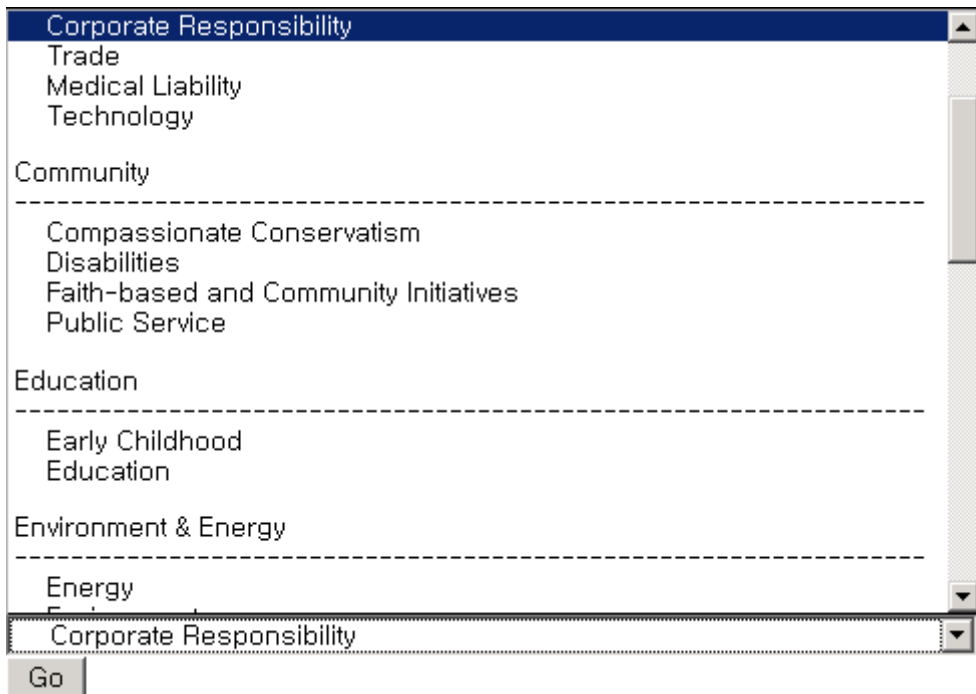 Corporate Responsibility
Trade
Medical Liability
Technology
Community
-----------------------------------------------------------------
Compassionate Conservatism
Disabilities
Faith-based and Community Initiatives
Public Service
Education
-----------------------------------------------------------------
Early Childhood
Education
Environment & Energy
-----------------------------------------------------------------
Energy
Corporate Responsibility
Go